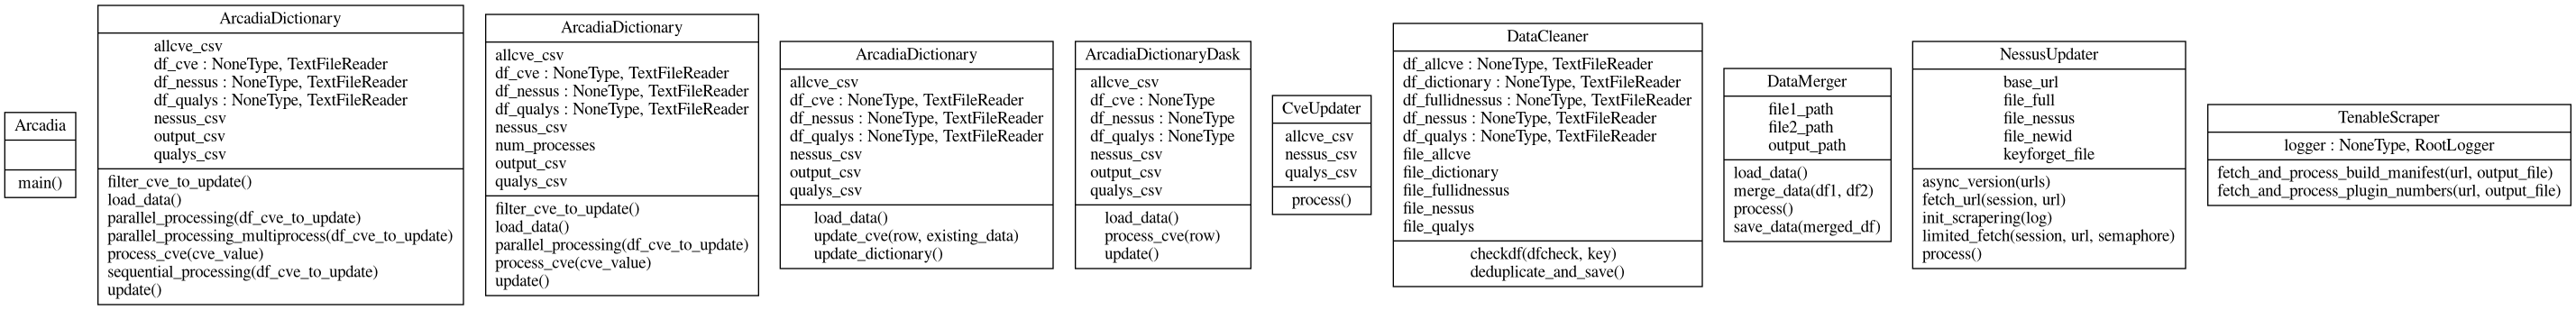 Arcadia
main()
ArcadiaDictionary
allcve_csv
df_cve : NoneType, TextFileReader
df_nessus : NoneType, TextFileReader
df_qualys : NoneType, TextFileReader
nessus_csv
output_csv
qualys_csv
filter_cve_to_update()
load_data()
parallel_processing(df_cve_to_update)
parallel_processing_multiprocess(df_cve_to_update)
process_cve(cve_value)
sequential_processing(df_cve_to_update)
update()
ArcadiaDictionary
allcve_csv
df_cve : NoneType, TextFileReader
df_nessus : NoneType, TextFileReader
df_qualys : NoneType, TextFileReader
nessus_csv
num_processes
output_csv
qualys_csv
filter_cve_to_update()
load_data()
parallel_processing(df_cve_to_update)
process_cve(cve_value)
update()
ArcadiaDictionary
allcve_csv
df_cve : NoneType, TextFileReader
df_nessus : NoneType, TextFileReader
df_qualys : NoneType, TextFileReader
nessus_csv
output_csv
qualys_csv
load_data()
update_cve(row, existing_data)
update_dictionary()
ArcadiaDictionaryDask
allcve_csv
df_cve : NoneType
df_nessus : NoneType
df_qualys : NoneType
nessus_csv
output_csv
qualys_csv
load_data()
process_cve(row)
update()
CveUpdater
allcve_csv
nessus_csv
qualys_csv
process()
DataCleaner
df_allcve : NoneType, TextFileReader
df_dictionary : NoneType, TextFileReader
df_fullidnessus : NoneType, TextFileReader
df_nessus : NoneType, TextFileReader
df_qualys : NoneType, TextFileReader
file_allcve
file_dictionary
file_fullidnessus
file_nessus
file_qualys
checkdf(dfcheck, key)
deduplicate_and_save()
DataMerger
file1_path
file2_path
output_path
load_data()
merge_data(df1, df2)
process()
save_data(merged_df)
NessusUpdater
base_url
file_full
file_nessus
file_newid
keyforget_file
async_version(urls)
fetch_url(session, url)
init_scrapering(log)
limited_fetch(session, url, semaphore)
process()
TenableScraper
logger : NoneType, RootLogger
fetch_and_process_build_manifest(url, output_file)
fetch_and_process_plugin_numbers(url, output_file)